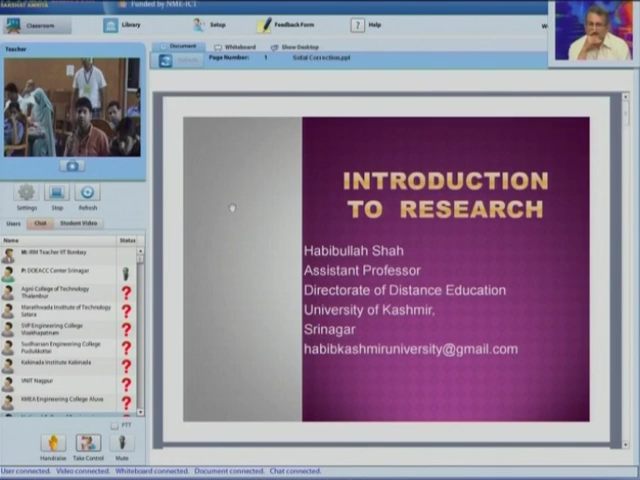 SAKSHAT AMRITA
Funded by NME-ICT
Classroom
Library
Setup
Feedback Form
? Help
Teacher
Document
Whiteboard
Show Desktop
Page Number: 1
Settings
Stop
Refresh
Users
Chat
Student Video
Name
Status
DOEACC Center Srinagar
Agni College of Technology
Thalambur
Marathwada Institute of Technology
Satara
SVP Engineering College
Visakhapatnam
Sudharsan Engineering College
Pudukkottai
Kakinada Institute Kakinada
VNIT Nagpur
KMEA Engineering College Aluva
PTT
Handraise
Take Control
Mute
User connected. Video connected. Whiteboard connected. Document connected. Chat connected.
INTRODUCTION
TO RESEARCH
Habibullah Shah
Assistant Professor
Directorate of Distance Education
University of Kashmir,
Srinagar
habibkashmiruniversity@gmail.com